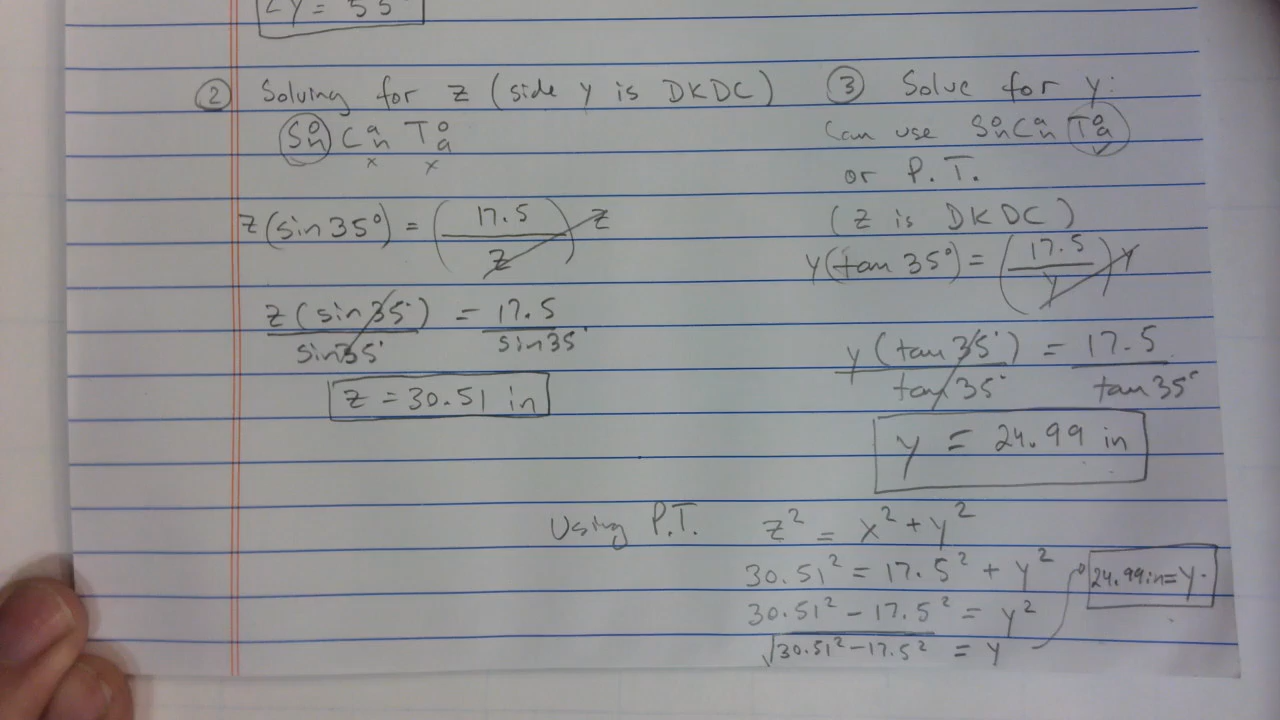 ∠Y = 55
② Solving for z (side y is DKDC)
Soh Cah Toa
x x
z(sin 35°) = (17.5/z) z
z(sin 35°)/sin 35° = 17.5/sin 35°
z = 30.51 in
③ Solve for y:
Can use Soh Cah Toa
or P.T.
(z is DKDC)
y(tan 35°) = (17.5/y) y
y(tan 35°)/tan 35° = 17.5/tan 35°
y = 24.99 in
Using P.T. z² = x² + y²
30.51² = 17.5² + y²
30.51² - 17.5² = y²
√30.51² - 17.5² = y
24.99 in = y.